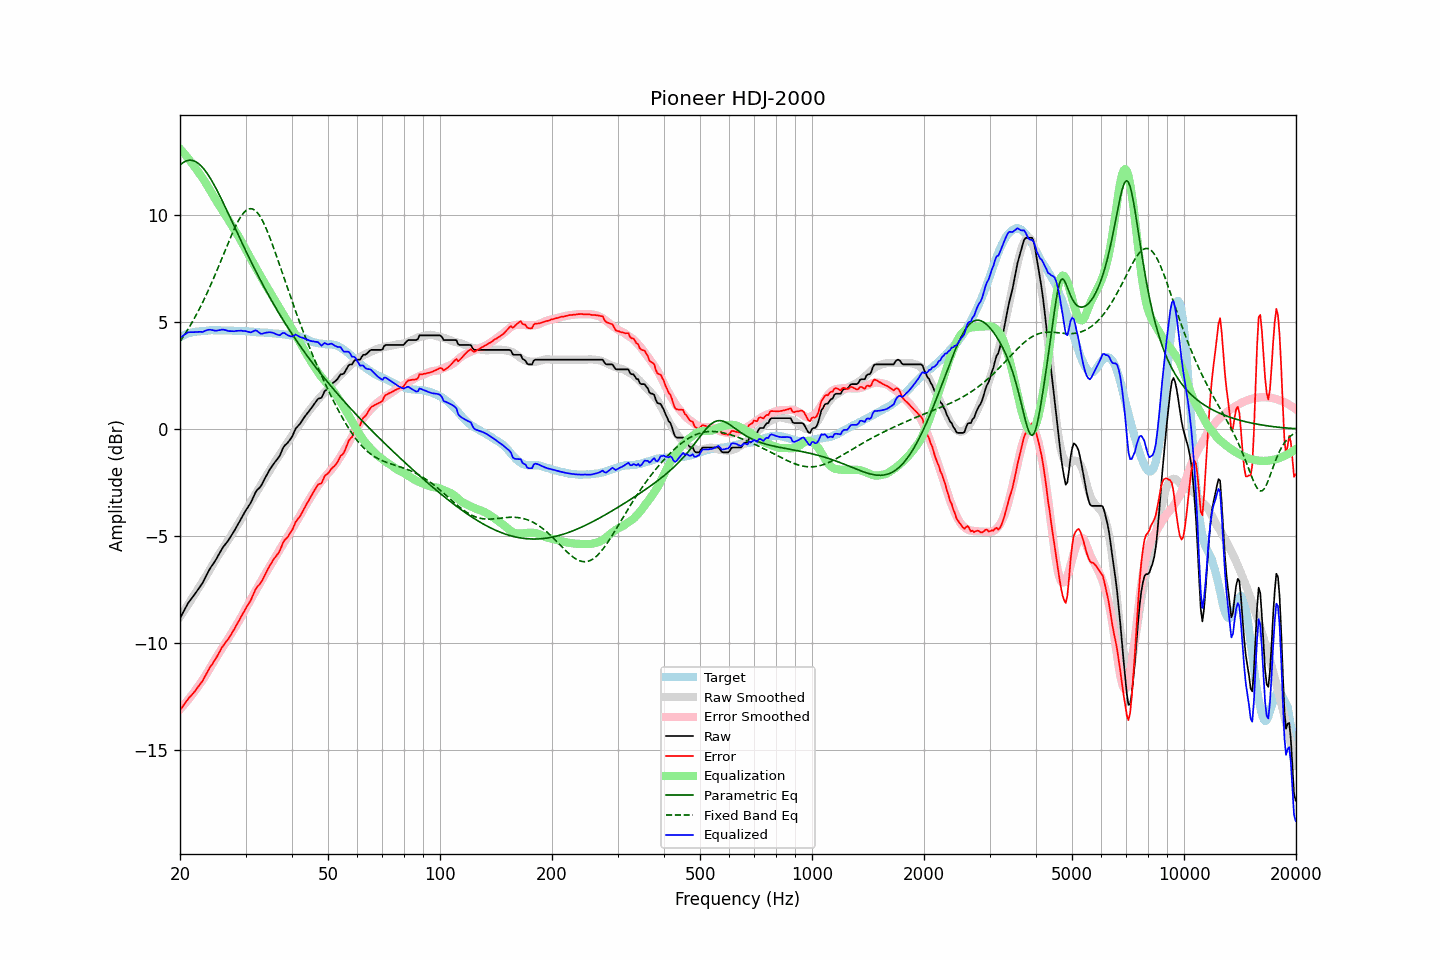 Pioneer HDJ-2000
Amplitude (dBr)
10
5
0
−5
−10
−15
Target
Raw Smoothed
Error Smoothed
Raw
Error
Equalization
Parametric Eq
Fixed Band Eq
Equalized
20
50
100
200
500
1000
2000
5000
10000
20000
Frequency (Hz)